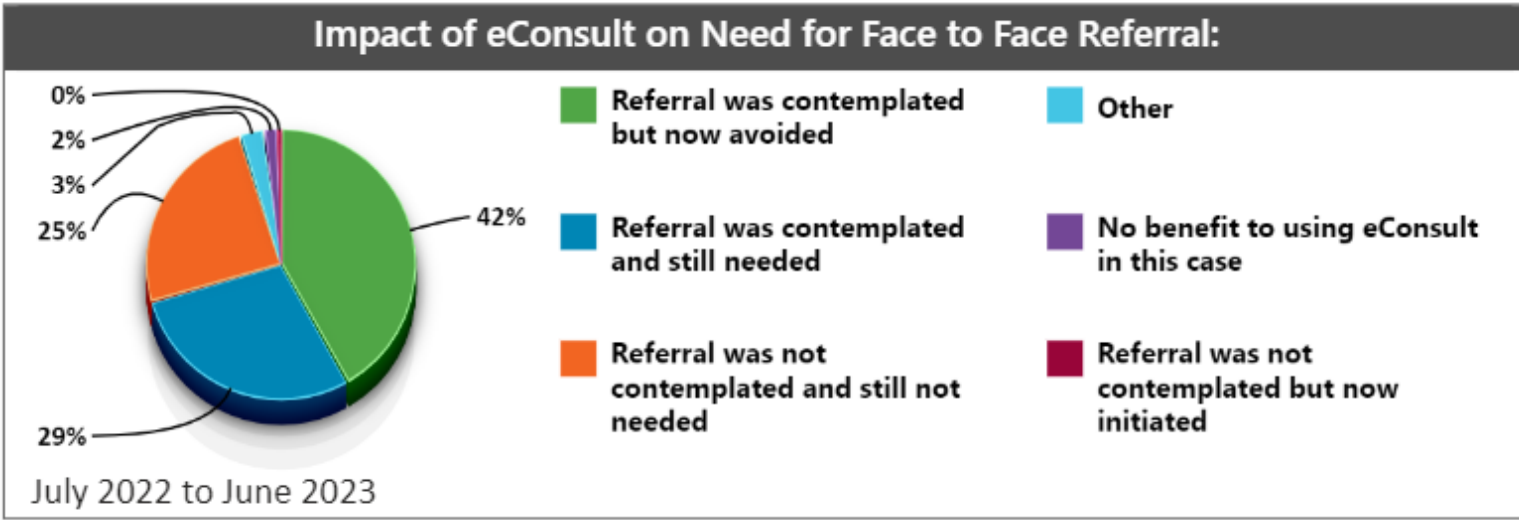 Impact of eConsult on Need for Face to Face Referral:
0%
2%
3%
25%
29%
42%
July 2022 to June 2023
Referral was contemplated
but now avoided
Referral was contemplated
and still needed
Referral was not
contemplated and still not
needed
Other
No benefit to using eConsult
in this case
Referral was not
contemplated but now
initiated